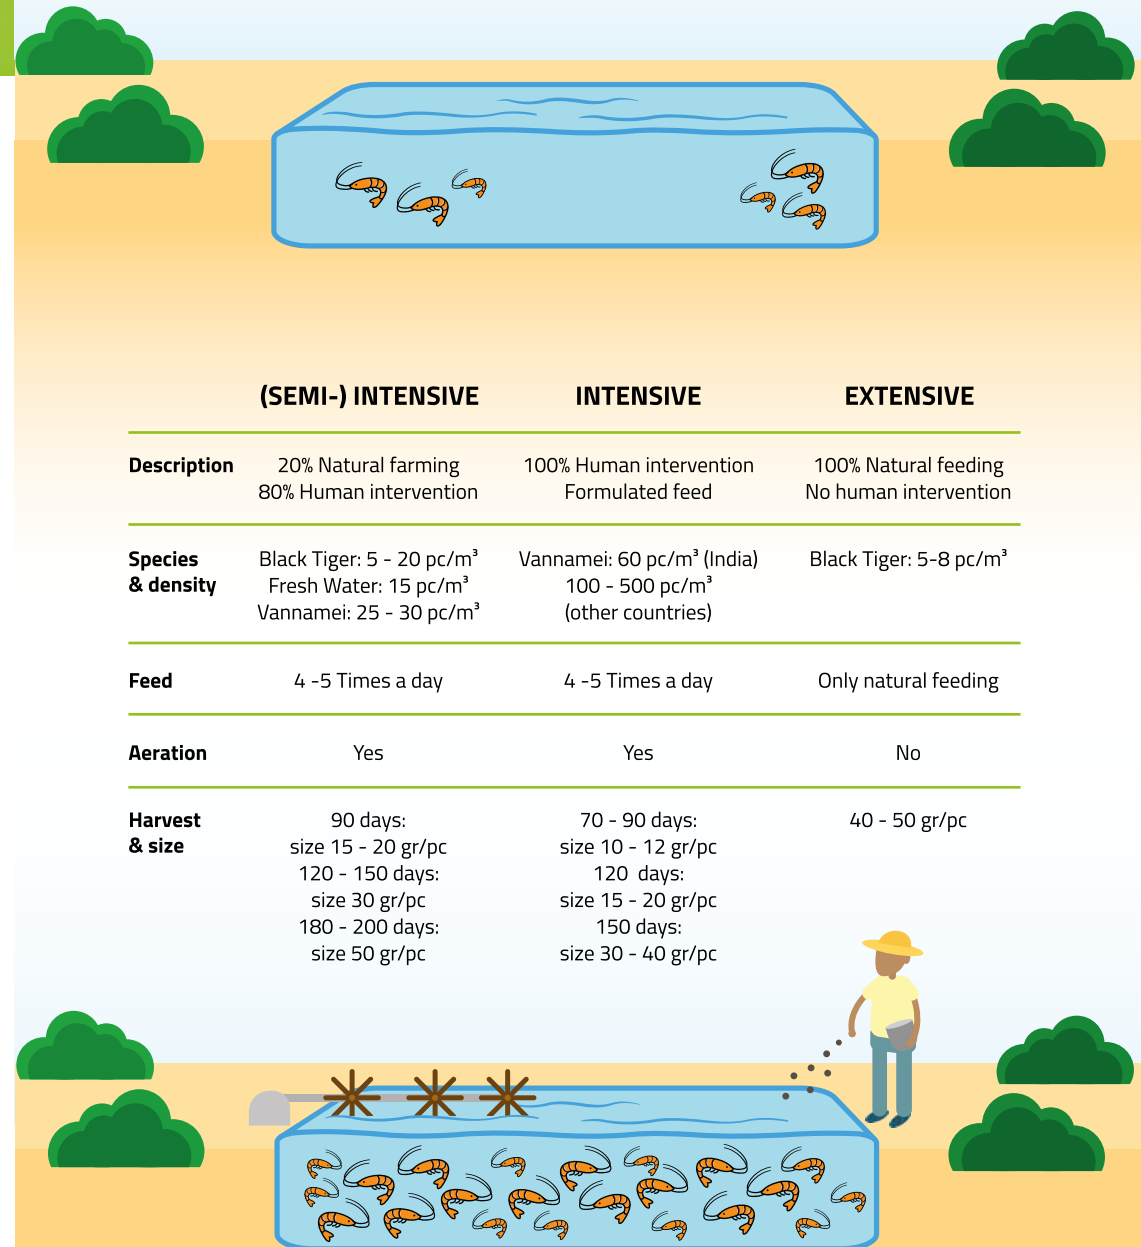 (SEMI-) INTENSIVE INTENSIVE EXTENSIVE
Description 20% Natural farming 100% Human intervention 100% Natural feeding
80% Human intervention Formulated feed No human intervention
Species Black Tiger: 5 - 20 pc/m³ Vannamei: 60 pc/m³ (India) Black Tiger: 5-8 pc/m³
& density Fresh Water: 15 pc/m³ 100 - 500 pc/m³
Vannamei: 25 - 30 pc/m³ (other countries)
Feed 4 -5 Times a day 4 -5 Times a day Only natural feeding
Aeration Yes Yes No
Harvest 90 days: 70 - 90 days: 40 - 50 gr/pc
& size size 15 - 20 gr/pc size 10 - 12 gr/pc
120 - 150 days: 120 days:
size 30 gr/pc size 15 - 20 gr/pc
180 - 200 days: 150 days:
size 50 gr/pc size 30 - 40 gr/pc